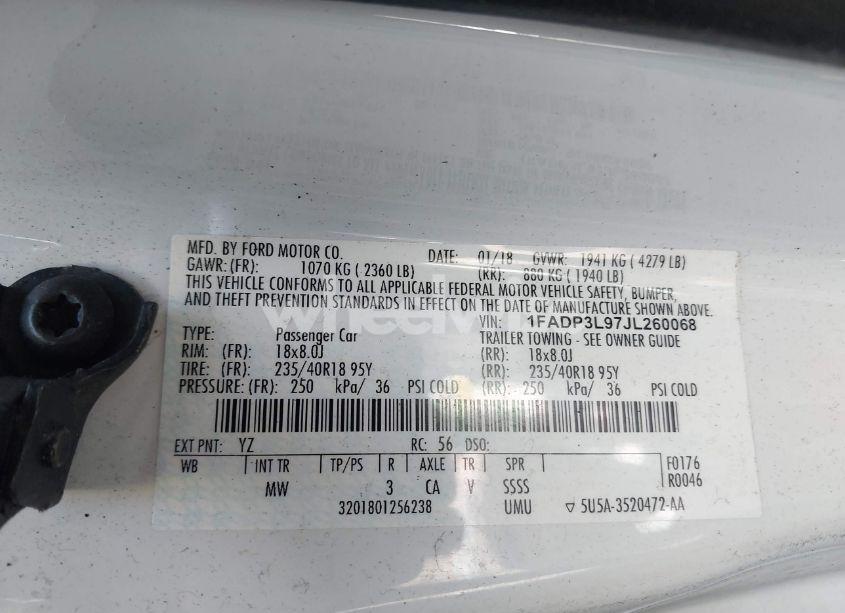 MFD. BY FORD MOTOR CO. DATE: 01/18 GVWR: 1941 KG ( 4279 LB)
GAWR: (FR): 1070 KG ( 2360 LB) (RR): 880 KG ( 1940 LB)
THIS VEHICLE CONFORMS TO ALL APPLICABLE FEDERAL MOTOR VEHICLE SAFETY, BUMPER,
AND THEFT PREVENTION STANDARDS IN EFFECT ON THE DATE OF MANUFACTURE SHOWN ABOVE.
VIN: 1FADP3L97JL260068
TYPE: Passenger Car TRAILER TOWING - SEE OWNER GUIDE
RIM: (FR): 18x8.0J (RR): 18x8.0J
TIRE: (FR): 235/40R18 95Y (RR): 235/40R18 95Y
PRESSURE: (FR): 250 kPa/ 36 PSI COLD (RR): 250 kPa/ 36 PSI COLD
EXT PNT: YZ RC: 56 DSO:
WB INT TR TP/PS R AXLE TR SPR F0176
MW 3 CA V SSSS R0046
3201801256238 UMU ▽ 5U5A-3520472-AA